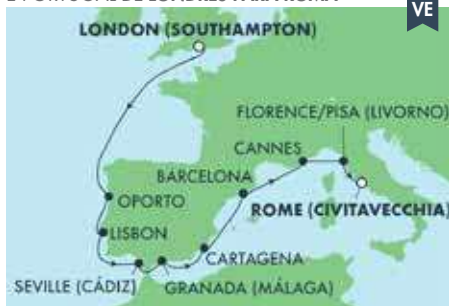 VE
LONDON (SOUTHAMPTON)
FLORENCE/PISA (LIVORNO)
CANNES
BARCELONA
OPORTO
ROME (CIVITAVECCHIA)
LISBON
CARTAGENA
SEVILLE (CÁDIZ)
GRANADA (MÁLAGA)